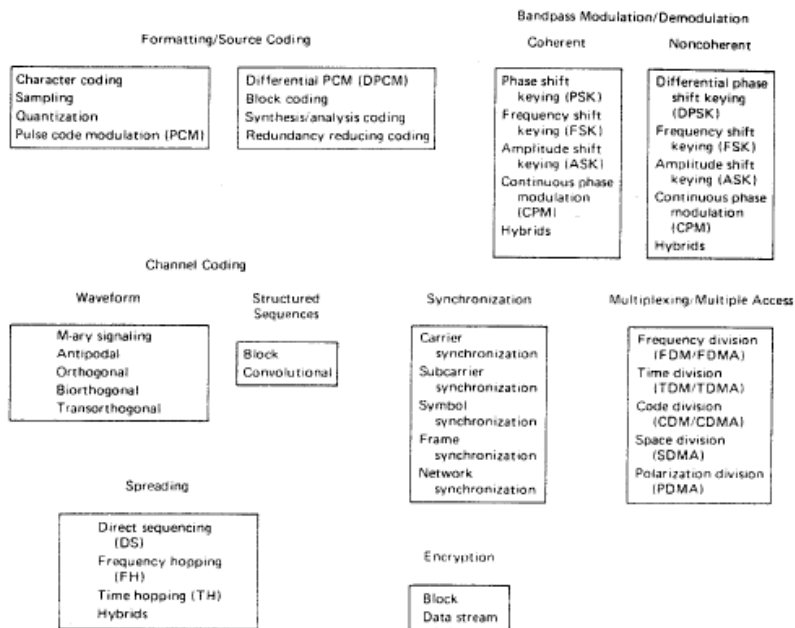 Formatting/Source Coding
Character coding
Sampling
Quantization
Pulse code modulation (PCM)
Differential PCM (DPCM)
Block coding
Synthesis/analysis coding
Redundancy reducing coding
Bandpass Modulation/Demodulation
Coherent
Phase shift
keying (PSK)
Frequency shift
keying (FSK)
Amplitude shift
keying (ASK)
Continuous phase
modulation
(CPM)
Hybrids
Noncoherent
Differential phase
shift keying
(DPSK)
Frequency shift
keying (FSK)
Amplitude shift
keying (ASK)
Continuous phase
modulation
(CPM)
Hybrids
Channel Coding
Waveform
M-ary signaling
Antipodal
Orthogonal
Biorthogonal
Transorthogonal
Structured
Sequences
Block
Convolutional
Synchronization
Carrier
synchronization
Subcarrier
synchronization
Symbol
synchronization
Frame
synchronization
Network
synchronization
Multiplexing/Multiple Access
Frequency division
(FDM/FDMA)
Time division
(TDM/TDMA)
Code division
(CDM/CDMA)
Space division
(SDMA)
Polarization division
(PDMA)
Spreading
Direct sequencing
(DS)
Frequency hopping
(FH)
Time hopping (TH)
Hybrids
Encryption
Block
Data stream